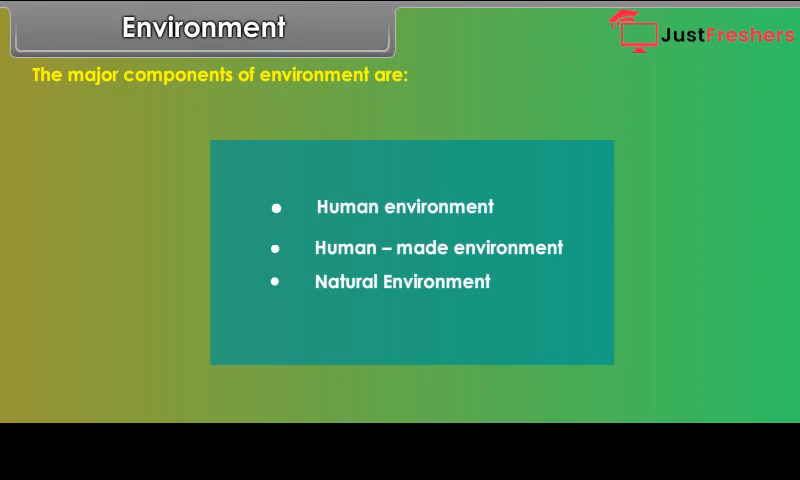 Environment
JustFreshers
The major components of environment are:
• Human environment
• Human – made environment
• Natural Environment